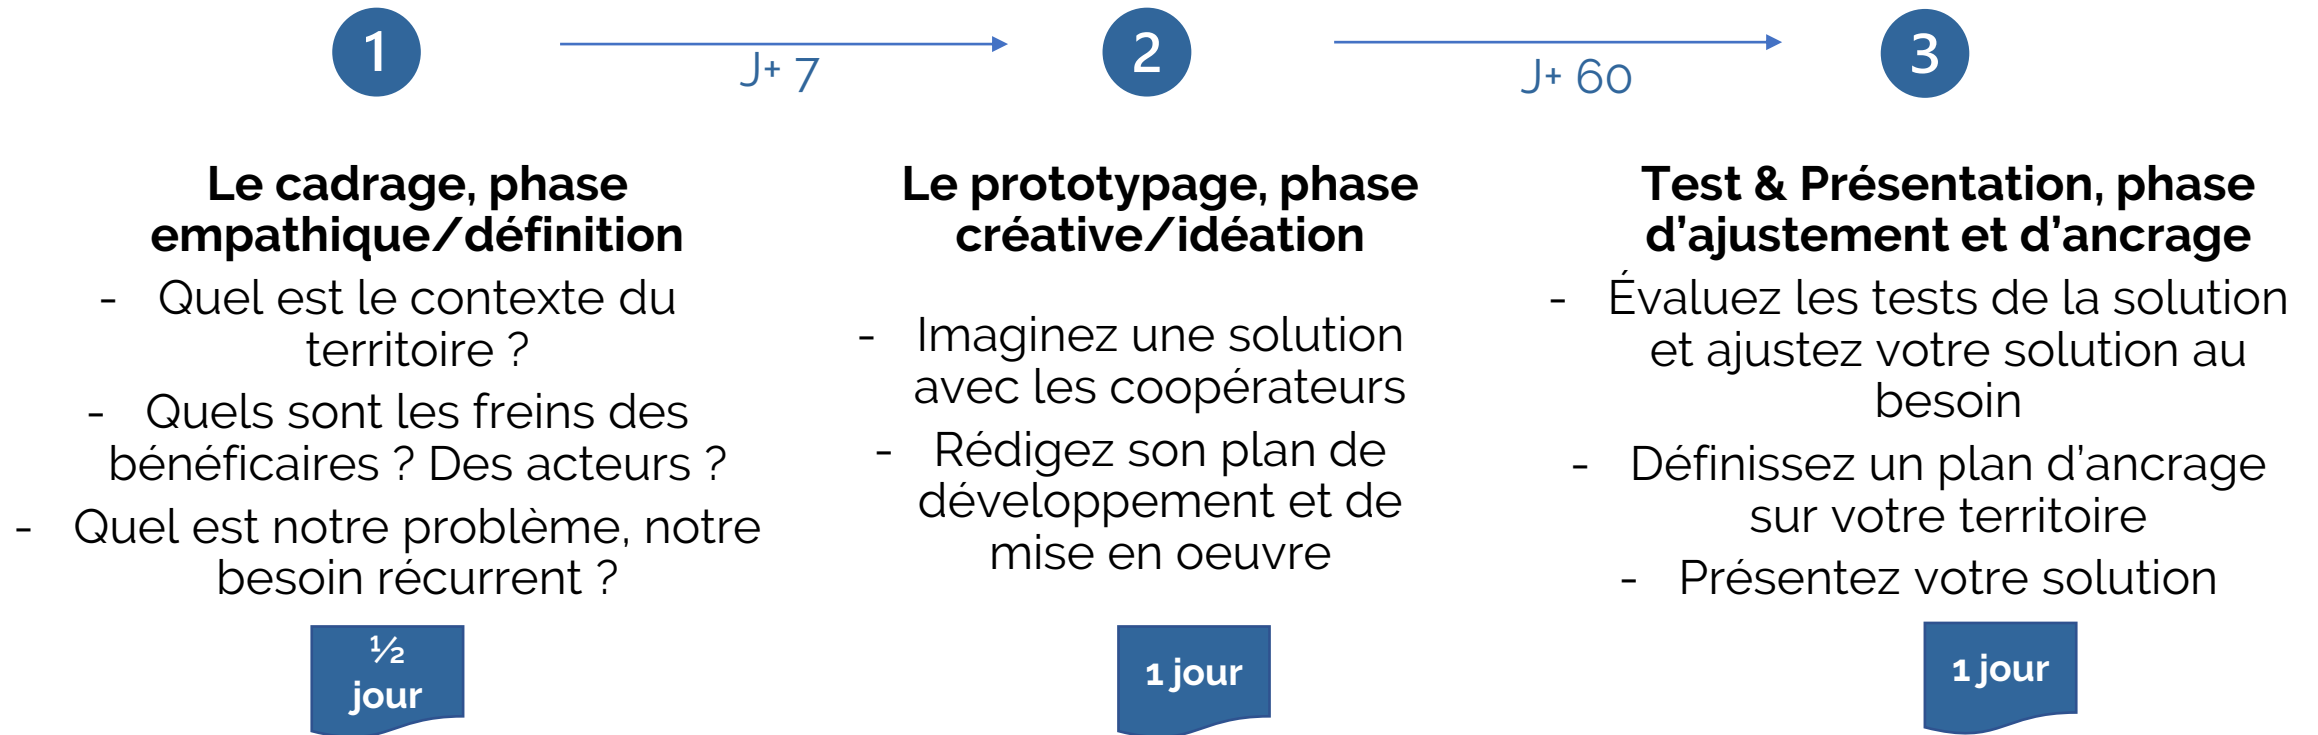 1
J+ 7
2
J+ 60
3
Le cadrage, phase
empathique/définition
- Quel est le contexte du
territoire ?
- Quels sont les freins des
bénéficaires ? Des acteurs ?
- Quel est notre problème, notre
besoin récurrent ?
½
jour
Le prototypage, phase
créative/idéation
- Imaginez une solution
avec les coopérateurs
- Rédigez son plan de
développement et de
mise en oeuvre
1 jour
Test & Présentation, phase
d’ajustement et d’ancrage
- Évaluez les tests de la solution
et ajustez votre solution au
besoin
- Définissez un plan d’ancrage
sur votre territoire
- Présentez votre solution
1 jour